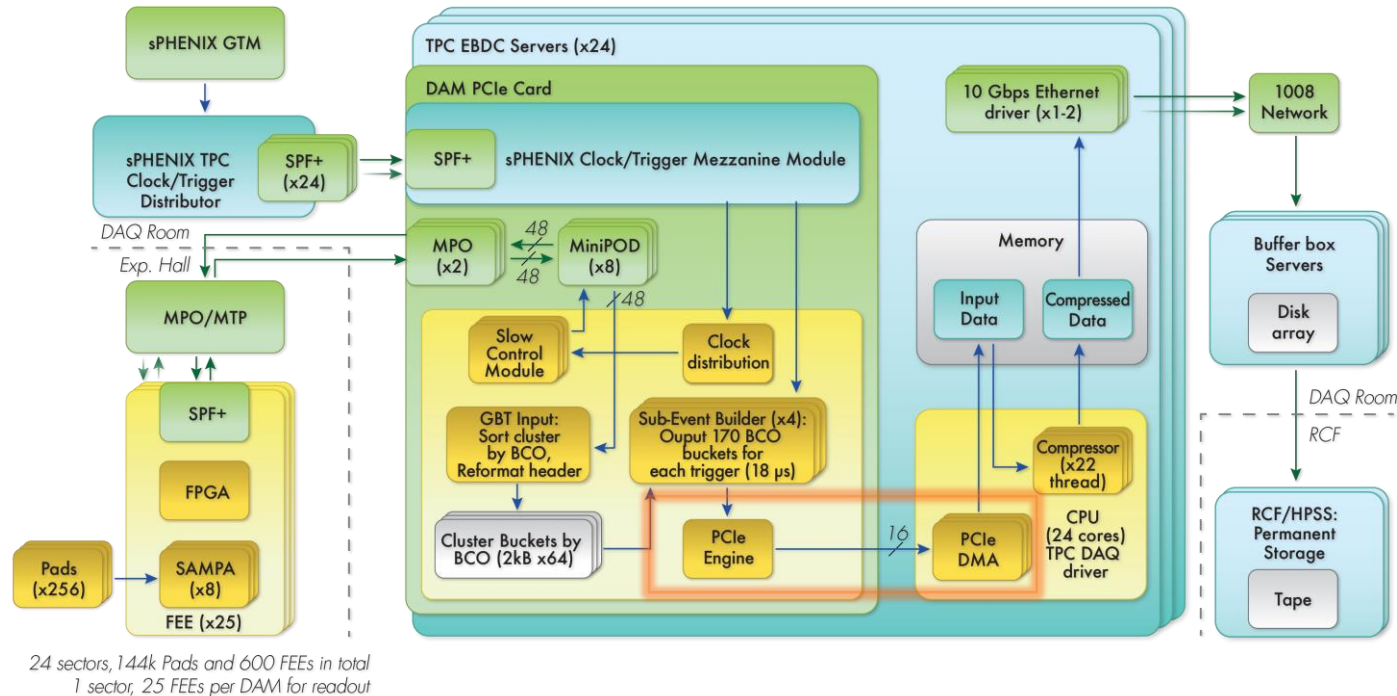 sPHENIX GTM
sPHENIX TPC
Clock/Trigger
Distributor
SPF+
(x24)
DAQ Room
Exp. Hall
MPO/MTP
SPF+
FPGA
Pads
(x256)
SAMPA
(x8)
FEE (x25)
24 sectors, 144k Pads and 600 FEEs in total
1 sector, 25 FEEs per DAM for readout
TPC EBDC Servers (x24)
DAM PCIe Card
SPF+
sPHENIX Clock/Trigger Mezzanine Module
MPO
(x2)
48
48
MiniPOD
(x8)
48
Slow
Control
Module
Clock
distribution
GBT Input:
Sort cluster
by BCO,
Reformat header
Sub-Event Builder (x4):
Ouput 170 BCO
buckets for
each trigger (18 µs)
Cluster Buckets by
BCO (2kB x64)
PCIe
Engine
16
PCIe
DMA
CPU
(24 cores)
TPC DAQ
driver
Compressor
(x22
thread)
Memory
Input
Data
Compressed
Data
10 Gbps Ethernet
driver (x1-2)
1008
Network
Buffer box
Servers
Disk
array
DAQ Room
RCF
RCF/HPSS:
Permanent
Storage
Tape